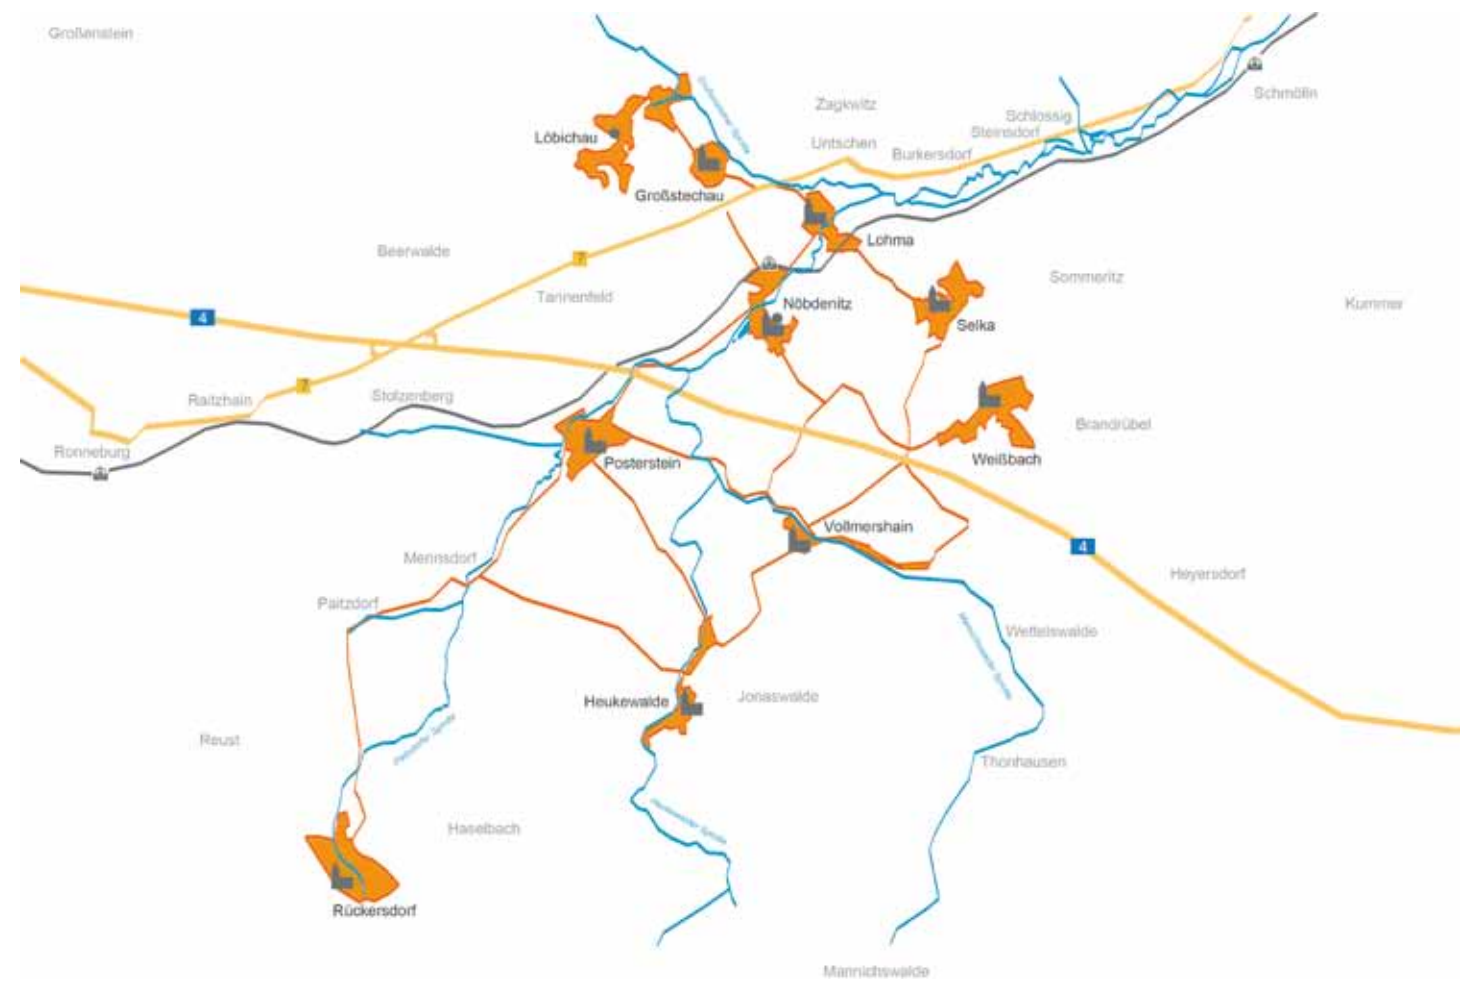 Großenstein
Schmölln
Zagkwitz
Schlossig
Steinsdorf
Löbichau
Untschen
Burkersdorf
Großstechau
Lohma
Beerwalde
7
Sommeritz
Tannenfeld
Nöbdenitz
Kummer
4
Selka
7
Raitzhain
Stolzenberg
Brandrübel
Ronneburg
Posterstein
Weißbach
Vollmershain
4
Mennsdorf
Heyersdorf
Paitzdorf
Wettelswalde
Heukewalde
Jonaswalde
Reust
Thonhausen
Haselbach
Rückersdorf
Mannichswalde